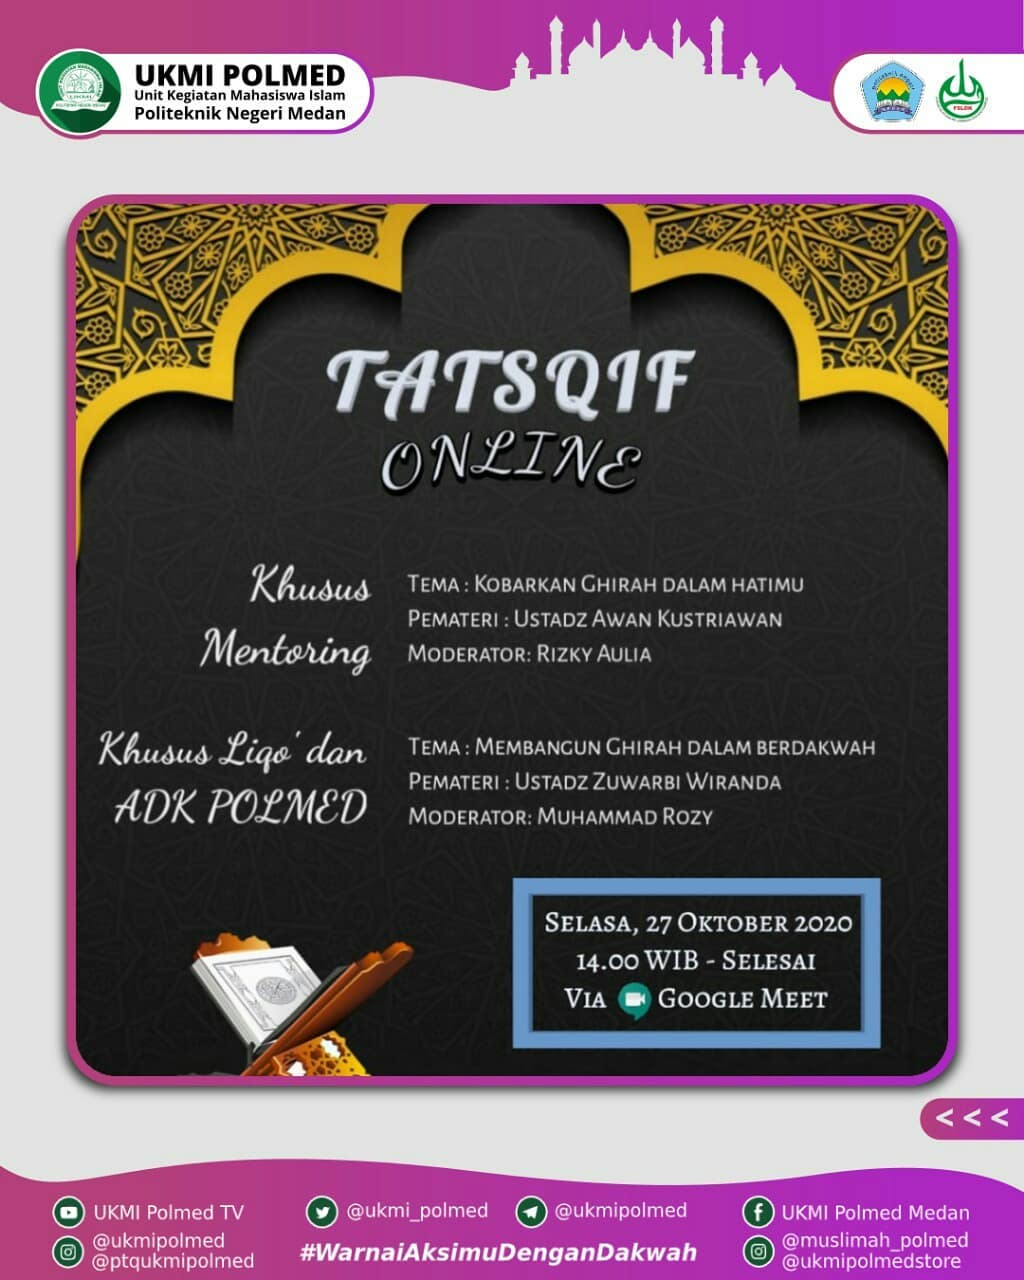 UKMI POLMED
Unit Kegiatan Mahasiswa Islam
Politeknik Negeri Medan
FSLDK
TATSQIF
ONLINE
Khusus
Mentoring
Tema : Kobarkan Ghirah dalam hatimu
Pemateri : Ustadz Awan Kustriawan
Moderator: Rizky Aulia
Khusus Liqo' dan
ADK POLMED
Tema : Membangun Ghirah dalam berdakwah
Pemateri : Ustadz Zuwarbi Wiranda
Moderator: Muhammad Rozy
Selasa, 27 Oktober 2020
14.00 WIB - Selesai
Via Google Meet
< < <
UKMI Polmed TV
@ukmipolmed
@ptqukmipolmed
@ukmi_polmed
@ukmipolmed
#WarnaiAksimuDenganDakwah
UKMI Polmed Medan
@muslimah_polmed
@ukmipolmedstore